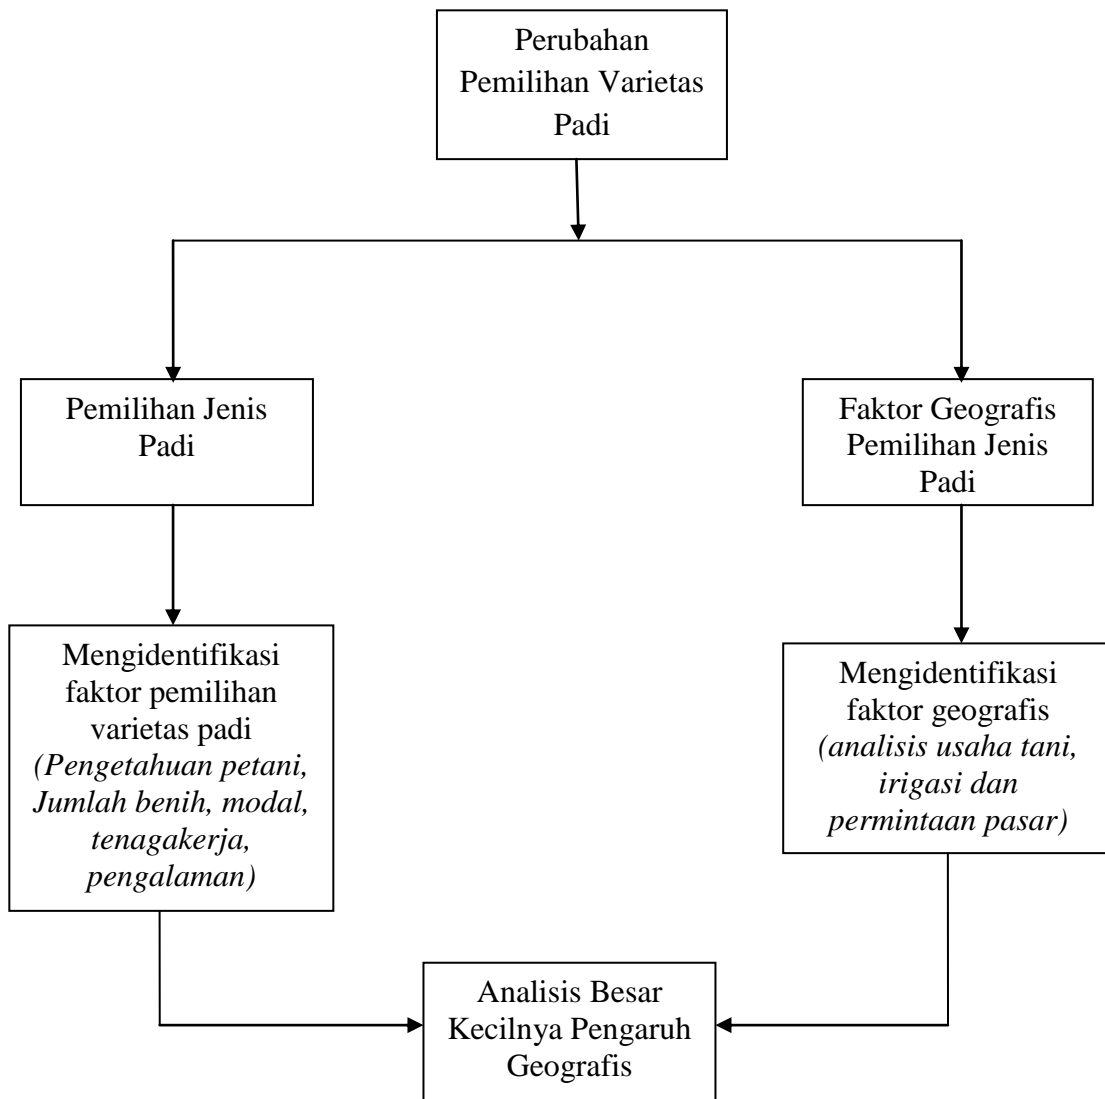 Perubahan
Pemilihan Varietas
Padi
Pemilihan Jenis
Padi
Faktor Geografis
Pemilihan Jenis
Padi
Mengidentifikasi
faktor pemilihan
varietas padi
(Pengetahuan petani,
Jumlah benih, modal,
tenagakerja,
pengalaman)
Mengidentifikasi
faktor geografis
(analisis usaha tani,
irigasi dan
permintaan pasar)
Analisis Besar
Kecilnya Pengaruh
Geografis